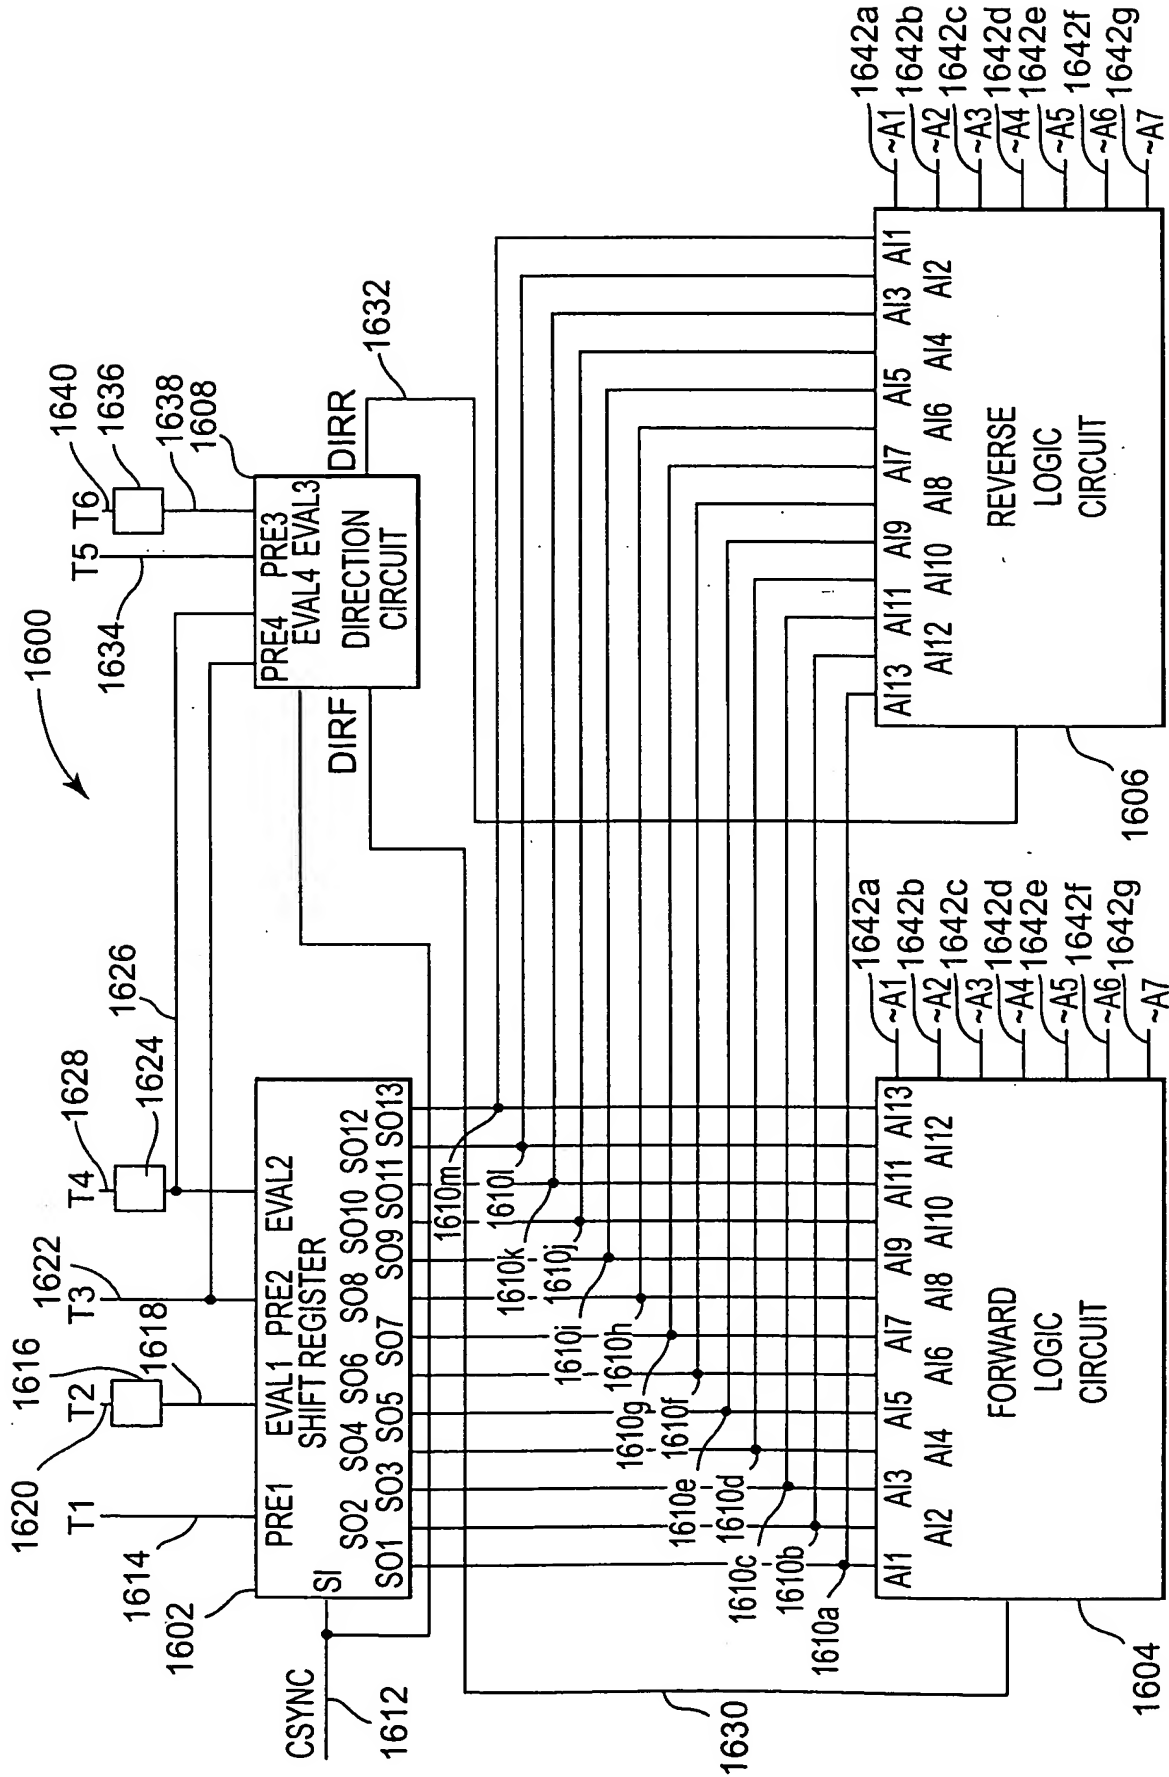 1600
T1
1614
1620
T2
1616
1618
T3
1622
T4
1628
1624
1626
T5
1634
T6
1640
1636
1638
1608
1602
PRE1
EVAL1
PRE2
EVAL2
SHIFT REGISTER
SI
SO1
SO2
SO3
SO4
SO5
SO6
SO7
SO8
SO9
SO10
SO11
SO12
SO13
CSYNC
1612
PRE4
PRE3
EVAL4
EVAL3
DIRECTION
CIRCUIT
DIRF
DIRR
1632
1610m
1610l
1610k
1610j
1610i
1610h
1610g
1610f
1610e
1610d
1610c
1610b
1610a
1630
AI1
AI2
AI3
AI4
AI5
AI6
AI7
AI8
AI9
AI10
AI11
AI12
AI13
FORWARD
LOGIC
CIRCUIT
1604
~A1
~A2
~A3
~A4
~A5
~A6
~A7
1642a
1642b
1642c
1642d
1642e
1642f
1642g
AI13
AI12
AI11
AI10
AI9
AI8
AI7
AI6
AI5
AI4
AI3
AI2
AI1
REVERSE
LOGIC
CIRCUIT
1606
~A1
~A2
~A3
~A4
~A5
~A6
~A7
1642a
1642b
1642c
1642d
1642e
1642f
1642g